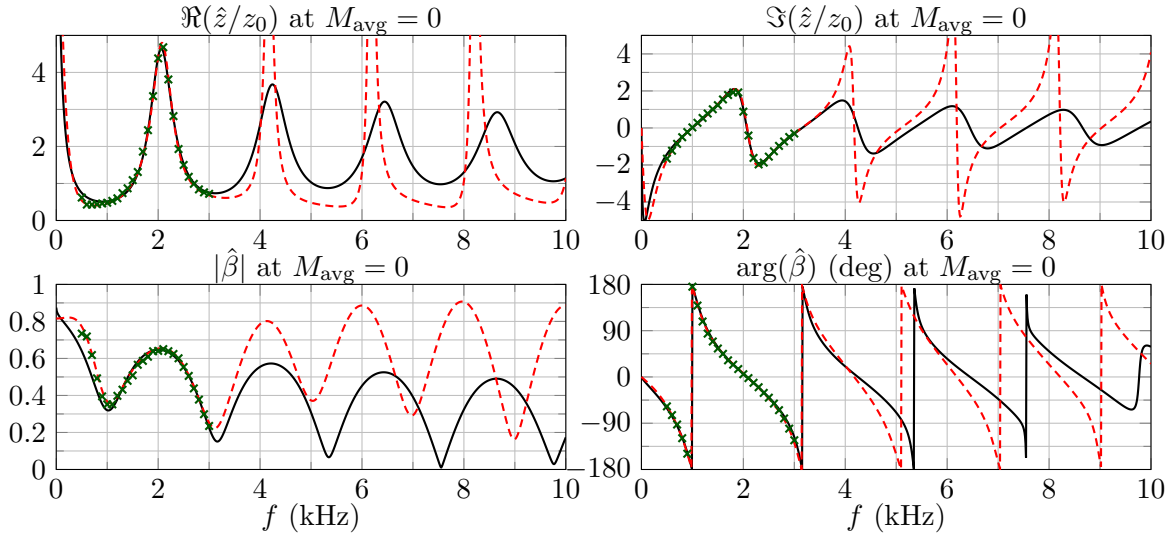 ℜ(ẑ/z₀) at M_avg = 0
4
2
0
0 2 4 6 8 10
ℑ(ẑ/z₀) at M_avg = 0
4
2
0
−2
−4
0 2 4 6 8 10
|β̂| at M_avg = 0
1
0.8
0.6
0.4
0.2
0
0 2 4 6 8 10
f (kHz)
arg(β̂) (deg) at M_avg = 0
180
90
0
−90
−180
0 2 4 6 8 10
f (kHz)